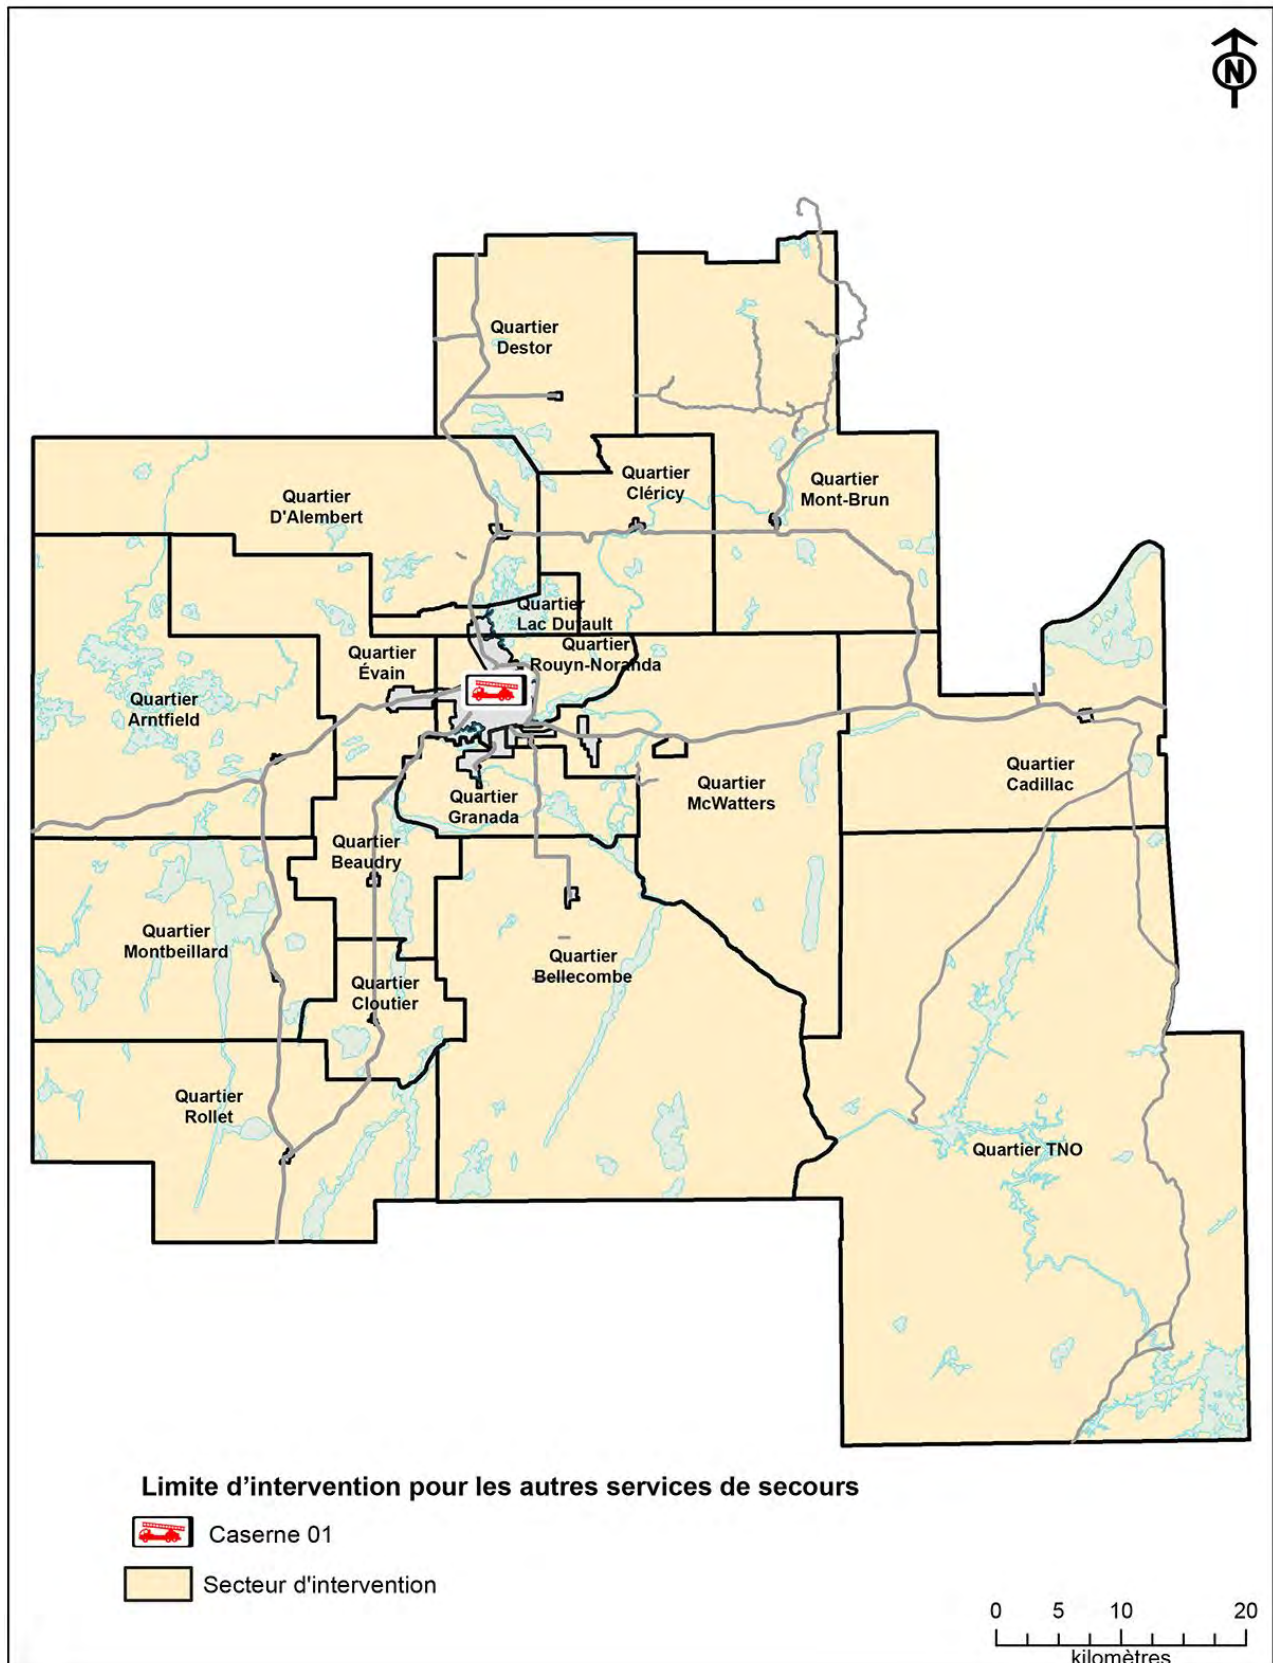 N
Quartier
Destor
Quartier
Cléricy
Quartier
Mont-Brun
Quartier
D'Alembert
Quartier
Lac Dufault
Quartier
Rouyn-Noranda
Quartier
Évain
Quartier
Arntfield
Quartier
Cadillac
Quartier
McWatters
Quartier
Granada
Quartier
Beaudry
Quartier
Montbeillard
Quartier
Bellecombe
Quartier
Cloutier
Quartier
Rollet
Quartier TNO
Limite d'intervention pour les autres services de secours
Caserne 01
Secteur d'intervention
0 5 10 20
kilomètres